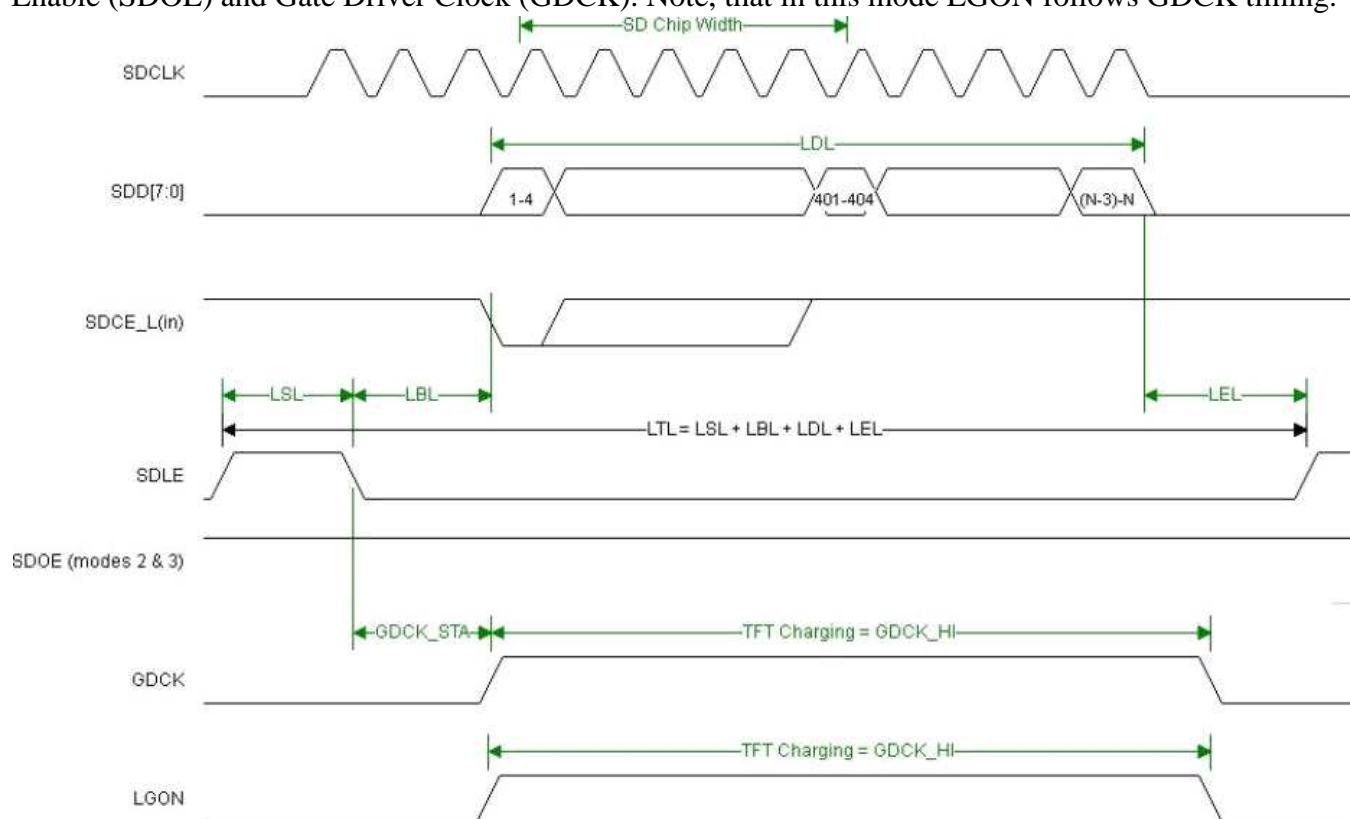 Enable (SDOE) and Gate Driver Clock (GDCK). Note, that in this mode LGON follows GDCK timing.
SD Chip Width
SDCLK
LDL
SDD[7:0]
1-4
401-404
(N-3)-N
SDCE_L(in)
LSL
LBL
LEL
LTL = LSL + LBL + LDL + LEL
SDLE
SDOE (modes 2 & 3)
GDCK_STA
TFT Charging = GDCK_HI
GDCK
TFT Charging = GDCK_HI
LGON